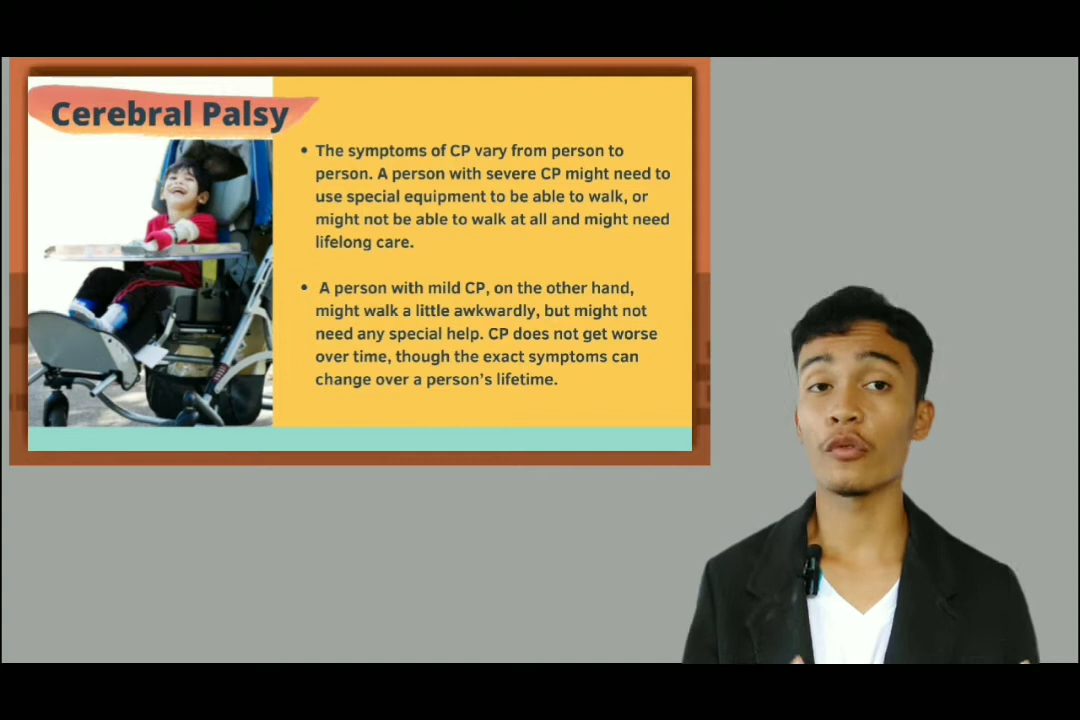 Cerebral Palsy
• The symptoms of CP vary from person to
person. A person with severe CP might need to
use special equipment to be able to walk, or
might not be able to walk at all and might need
lifelong care.
• A person with mild CP, on the other hand,
might walk a little awkwardly, but might not
need any special help. CP does not get worse
over time, though the exact symptoms can
change over a person's lifetime.